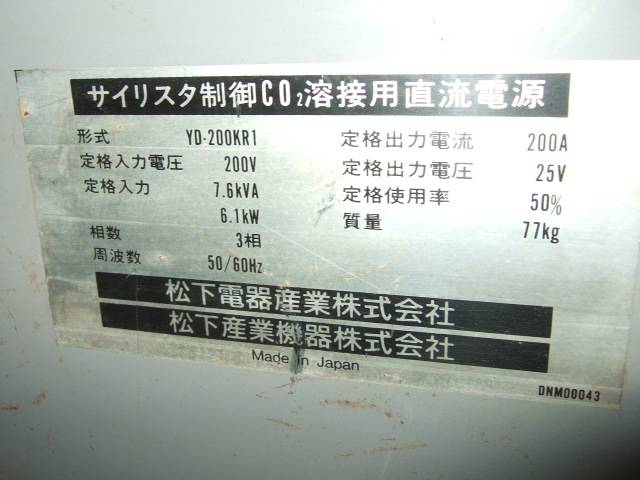 サイリスタ制御CO₂溶接用直流電源
形式 YD-200KR1
定格入力電圧 200V
定格入力 7.6kVA
6.1kW
相数 3相
周波数 50/60Hz
定格出力電流 200A
定格出力電圧 25V
定格使用率 50%
質量 77kg
松下電器産業株式会社
松下産業機器株式会社
Made in Japan
DNM00043